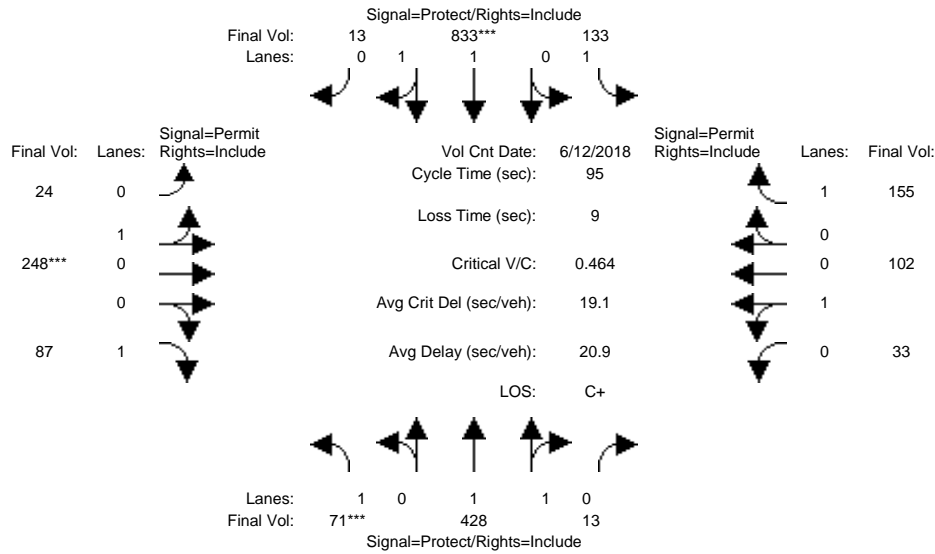 Signal=Protect/Rights=Include
Final Vol: 13 833*** 133
Lanes: 0 1 1 0 1
Signal=Permit
Final Vol: Lanes: Rights=Include
Vol Cnt Date: 6/12/2018
Signal=Permit
Rights=Include Lanes: Final Vol:
Cycle Time (sec): 95
24 0
1 155
Loss Time (sec): 9
1
0
248*** 0
Critical V/C: 0.464
0 102
0
Avg Crit Del (sec/veh): 19.1
1
87 1
Avg Delay (sec/veh): 20.9
0 33
LOS: C+
Lanes: 1 0 1 1 0
Final Vol: 71*** 428 13
Signal=Protect/Rights=Include